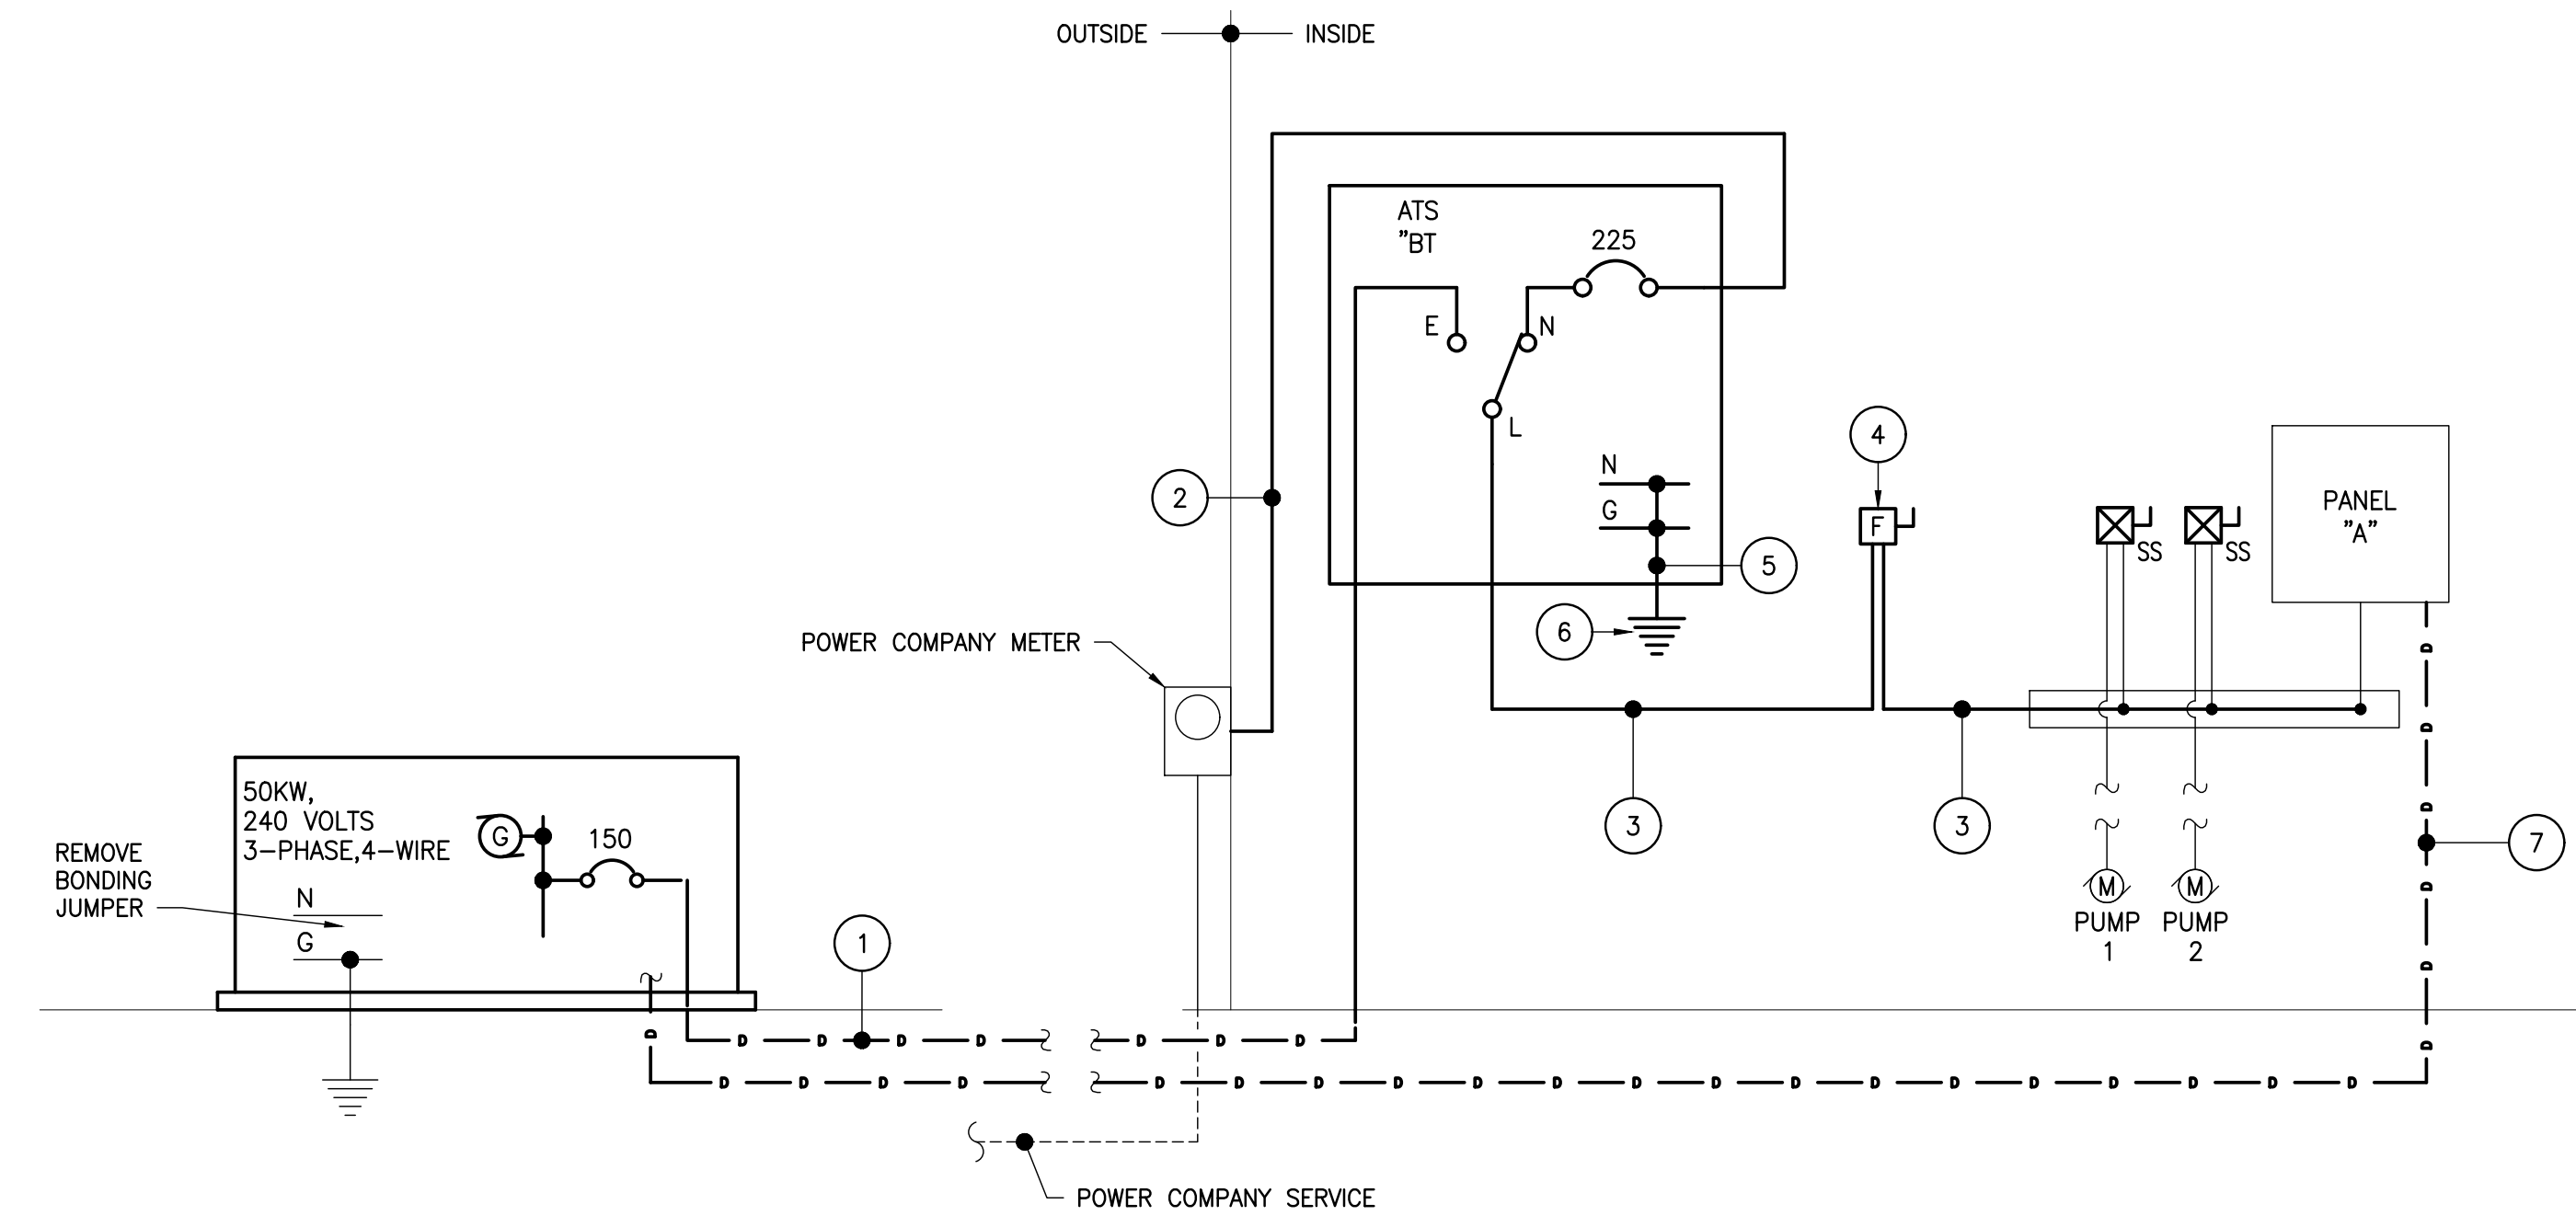 OUTSIDE
INSIDE
ATS
"BT
225
E
N
L
N
G
4
2
5
F
6
PANEL
"A"
SS
SS
POWER COMPANY METER
50KW,
240 VOLTS
3-PHASE,4-WIRE
G
150
REMOVE
BONDING
JUMPER
N
G
1
3
3
7
M
M
PUMP
1
PUMP
2
D
D
D
D
D
D
D
D D D D D D D
D D D D D D D D D D D D D D D D D D D D
POWER COMPANY SERVICE